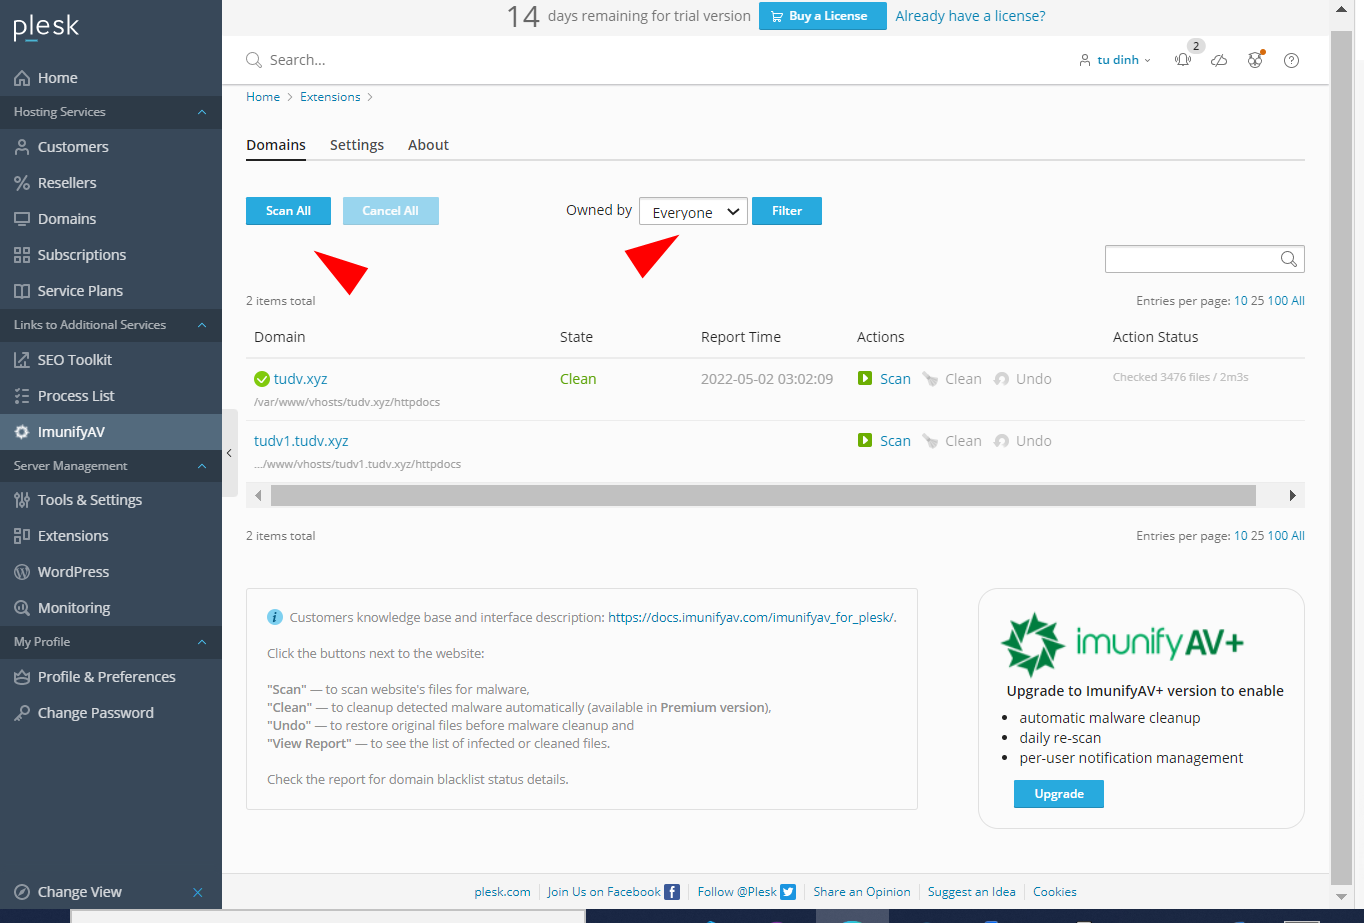 plesk
14 days remaining for trial version Buy a License Already have a license?
Search...
tu dinh
2
Home
Hosting Services
Customers
Resellers
Domains
Subscriptions
Service Plans
Links to Additional Services
SEO Toolkit
Process List
ImunifyAV
Server Management
Tools & Settings
Extensions
WordPress
Monitoring
My Profile
Profile & Preferences
Change Password
Change View
Home > Extensions >
Domains Settings About
Scan All Cancel All Owned by Everyone Filter
2 items total Entries per page: 10 25 100 All
Domain State Report Time Actions Action Status
tudv.xyz Clean 2022-05-02 03:02:09 Scan Clean Undo Checked 3476 files / 2m3s
/var/www/vhosts/tudv.xyz/httpdocs
tudv1.tudv.xyz Scan Clean Undo
.../www/vhosts/tudv1.tudv.xyz/httpdocs
2 items total Entries per page: 10 25 100 All
Customers knowledge base and interface description: https://docs.imunifyav.com/imunifyav_for_plesk/.
Click the buttons next to the website:
"Scan" — to scan website's files for malware,
"Clean" — to cleanup detected malware automatically (available in Premium version),
"Undo" — to restore original files before malware cleanup and
"View Report" — to see the list of infected or cleaned files.
Check the report for domain blacklist status details.
imunifyAV+
Upgrade to ImunifyAV+ version to enable
• automatic malware cleanup
• daily re-scan
• per-user notification management
Upgrade
plesk.com Join Us on Facebook Follow @Plesk Share an Opinion Suggest an Idea Cookies